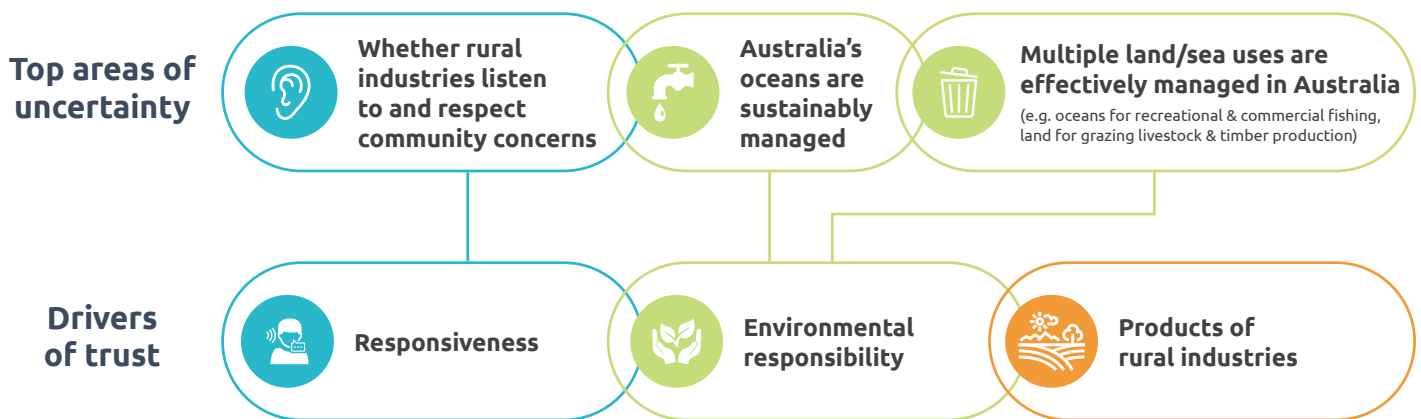 Top areas of
uncertainty
Whether rural
industries listen
to and respect
community concerns
Australia’s
oceans are
sustainably
managed
Multiple land/sea uses are
effectively managed in Australia
(e.g. oceans for recreational & commercial fishing,
land for grazing livestock & timber production)
Drivers
of trust
Responsiveness
Environmental
responsibility
Products of
rural industries